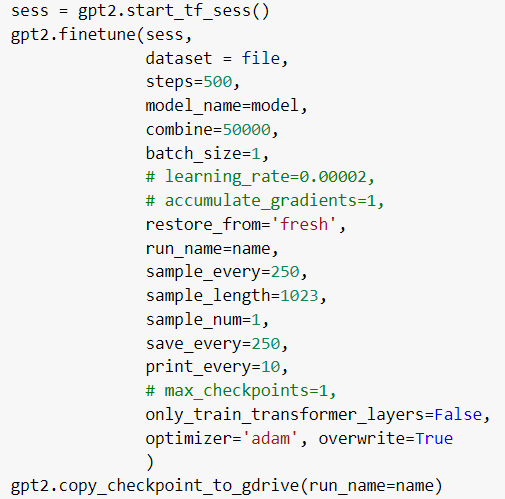 sess = gpt2.start_tf_sess()
gpt2.finetune(sess,
              dataset = file,
              steps=500,
              model_name=model,
              combine=50000,
              batch_size=1,
              # learning_rate=0.00002,
              # accumulate_gradients=1,
              restore_from='fresh',
              run_name=name,
              sample_every=250,
              sample_length=1023,
              sample_num=1,
              save_every=250,
              print_every=10,
              # max_checkpoints=1,
              only_train_transformer_layers=False,
              optimizer='adam', overwrite=True
              )
gpt2.copy_checkpoint_to_gdrive(run_name=name)